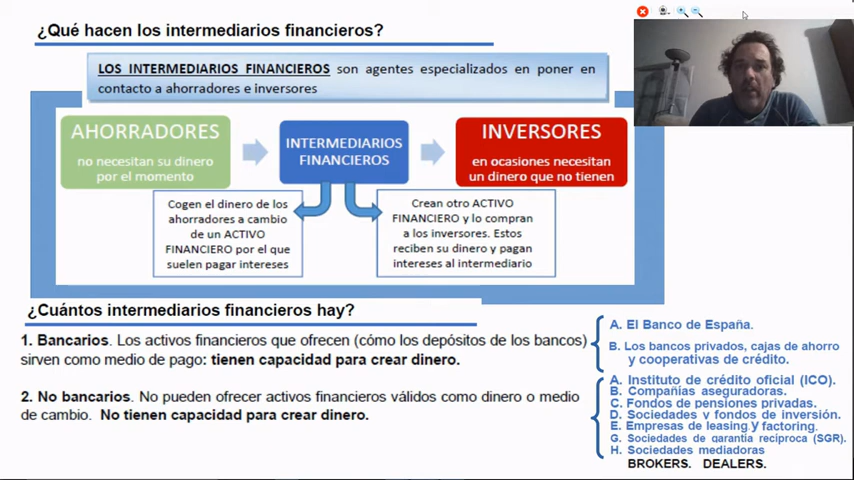 ¿Qué hacen los intermediarios financieros?
LOS INTERMEDIARIOS FINANCIEROS son agentes especializados en poner en
contacto a ahorradores e inversores
AHORRADORES
no necesitan su dinero
por el momento
INTERMEDIARIOS
FINANCIEROS
INVERSORES
en ocasiones necesitan
un dinero que no tienen
Cogen el dinero de los
ahorradores a cambio
de un ACTIVO
FINANCIERO por el que
suelen pagar intereses
Crean otro ACTIVO
FINANCIERO y lo compran
a los inversores. Estos
reciben su dinero y pagan
intereses al intermediario
¿Cuántos intermediarios financieros hay?
1. Bancarios. Los activos financieros que ofrecen (cómo los depósitos de los bancos)
sirven como medio de pago: tienen capacidad para crear dinero.
A. El Banco de España.
B. Los bancos privados, cajas de ahorro
y cooperativas de crédito.
2. No bancarios. No pueden ofrecer activos financieros válidos como dinero o medio
de cambio. No tienen capacidad para crear dinero.
A. Instituto de crédito oficial (ICO).
B. Compañías aseguradoras.
C. Fondos de pensiones privadas.
D. Sociedades y fondos de inversión.
E. Empresas de leasing y factoring.
G. Sociedades de garantía recíproca (SGR).
H. Sociedades mediadoras
BROKERS. DEALERS.